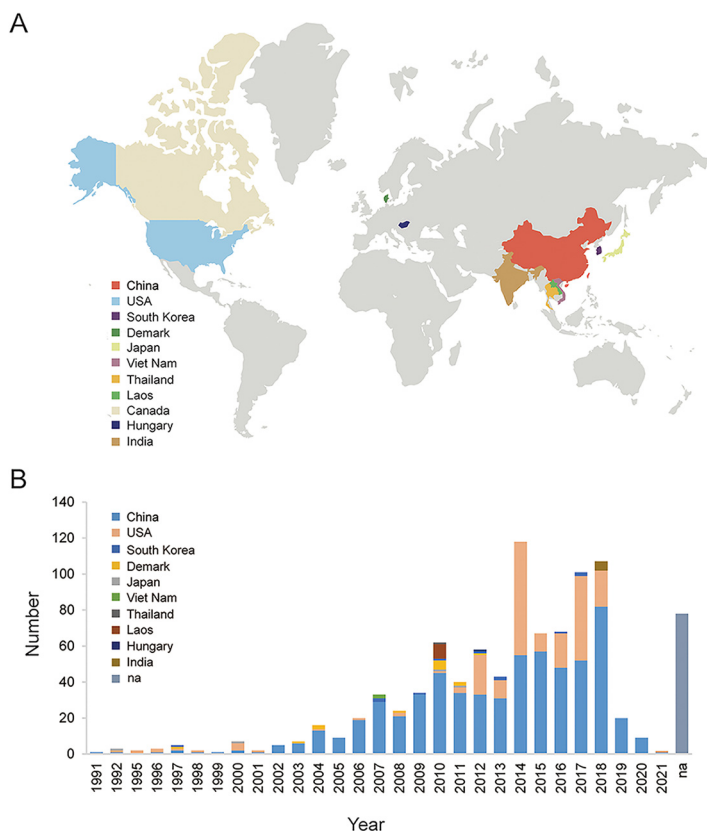 A
China
USA
South Korea
Demark
Japan
Viet Nam
Thailand
Laos
Canada
Hungary
India
B
140
120
100
80
60
40
20
0
Number
China
USA
South Korea
Demark
Japan
Viet Nam
Thailand
Laos
Hungary
India
na
1991
1992
1995
1996
1997
1998
1999
2000
2001
2002
2003
2004
2005
2006
2007
2008
2009
2010
2011
2012
2013
2014
2015
2016
2017
2018
2019
2020
2021
na
Year